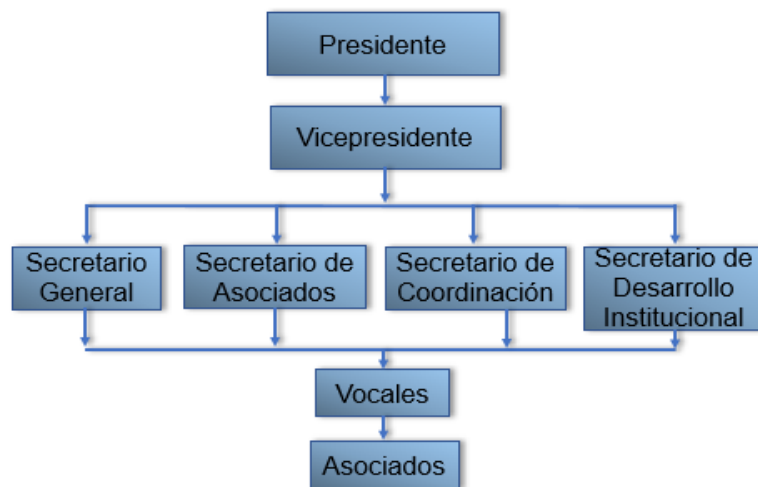 Presidente
Vicepresidente
Secretario
General
Secretario de
Asociados
Secretario de
Coordinación
Secretario de
Desarrollo
Institucional
Vocales
Asociados